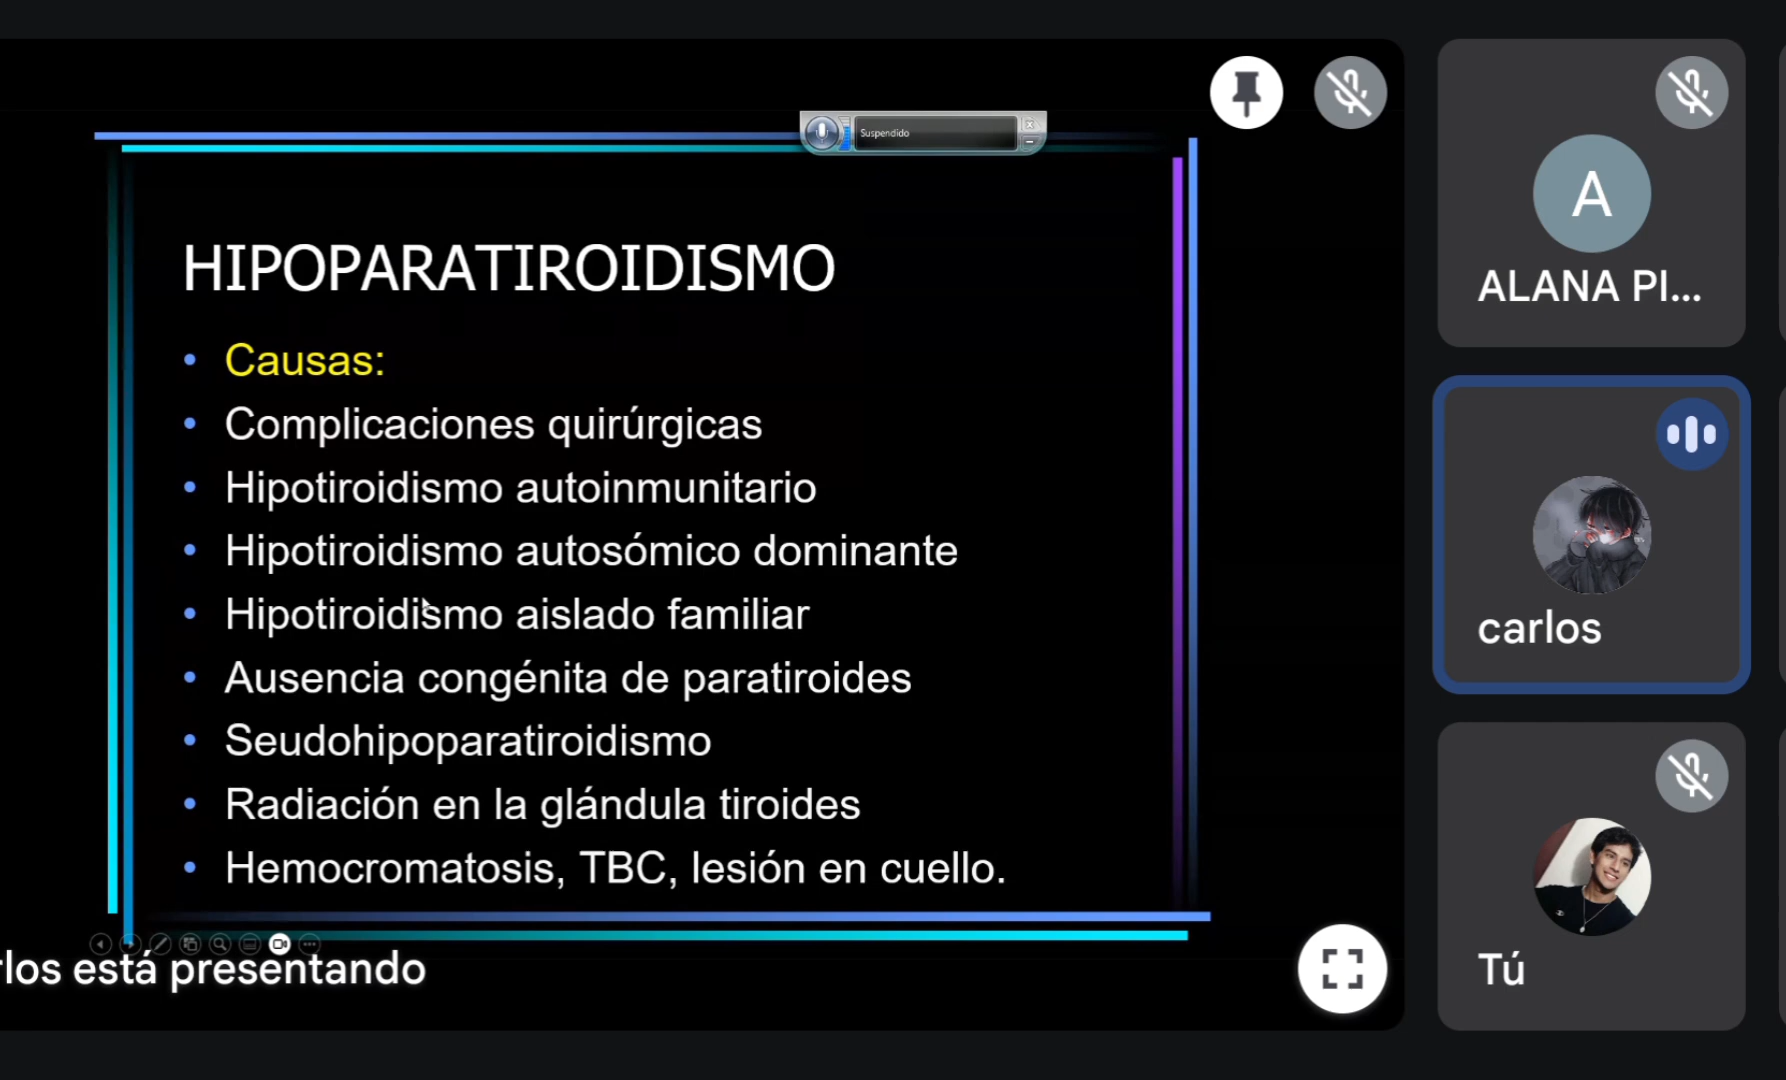 Suspendido
HIPOPARATIROIDISMO
Causas:
Complicaciones quirúrgicas
Hipotiroidismo autoinmunitario
Hipotiroidismo autosómico dominante
Hipotiroidismo aislado familiar
Ausencia congénita de paratiroides
Seudohipoparatiroidismo
Radiación en la glándula tiroides
Hemocromatosis, TBC, lesión en cuello.
rlos está presentando
A
ALANA PI...
carlos
Tú